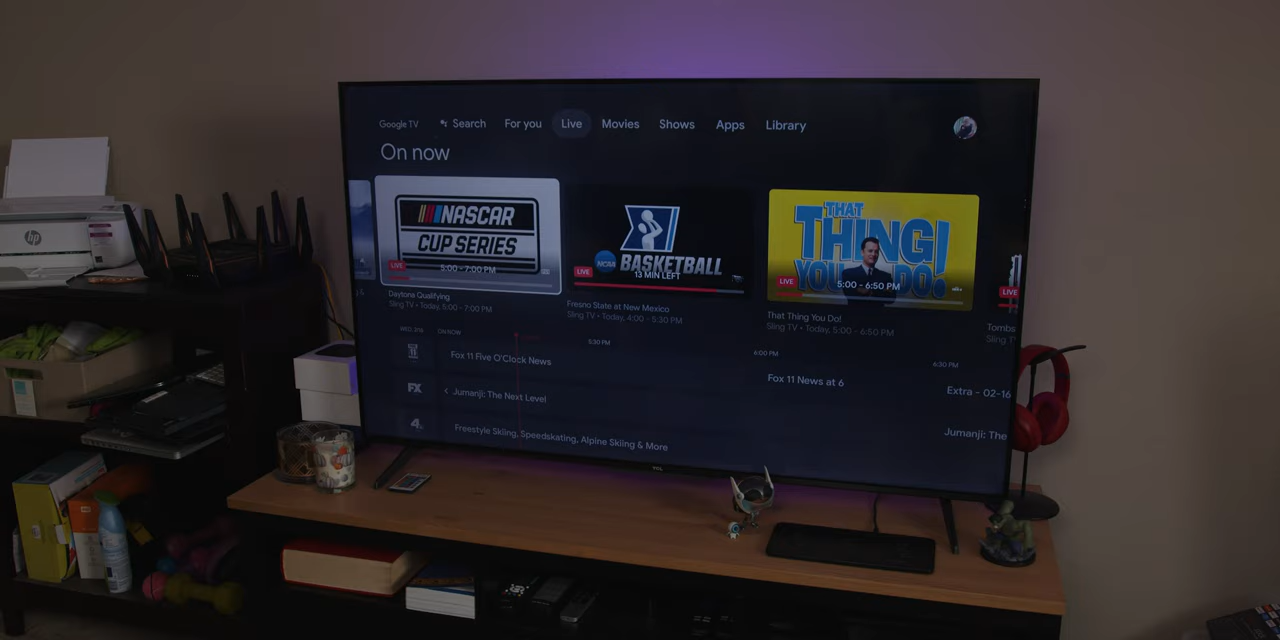 Google TV Search For you Live Movies Shows Apps Library
On now
NASCAR
CUP SERIES
LIVE
5:00 - 7:00 PM
Daytona Qualifying
Sling TV • Today, 5:00 - 7:00 PM
NCAA
BASKETBALL
LIVE
13 MIN LEFT
Fresno State at New Mexico
Sling TV • Today, 4:00 - 5:30 PM
THAT
THING
YOU DO!
LIVE
5:00 - 6:50 PM
That Thing You Do!
Sling TV • Today, 5:00 - 6:50 PM
LIVE
Tombs
Sling T
ON NOW
5:30 PM
6:00 PM
6:30 PM
Fox 11 Five O'Clock News
Fox 11 News at 6
Extra - 02-16
FX
Jumanji: The Next Level
Jumanji: The
4
Freestyle Skiing, Speedskating, Alpine Skiing & More
TCL
hp